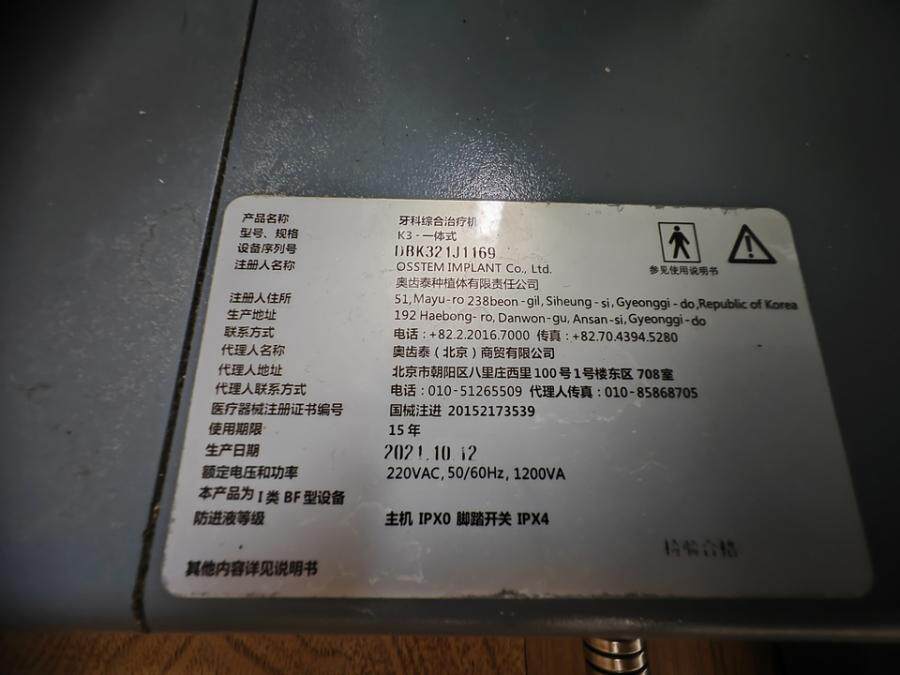 产品名称 牙科综合治疗机
型号、规格 K3 - 一体式
设备序列号 DBK321J1169
注册人名称 OSSTEM IMPLANT Co., Ltd.
奥齿泰种植体有限责任公司
注册人住所 51, Mayu-ro 238beon-gil, Siheung-si, Gyeonggi-do, Republic of Korea
生产地址 192 Haebong-ro, Danwon-gu, Ansan-si, Gyeonggi-do
联系方式 电话：+82.2.2016.7000 传真：+82.70.4394.5280
代理人名称 奥齿泰（北京）商贸有限公司
代理人地址 北京市朝阳区八里庄西里 100 号 1 号楼东区 708室
代理人联系方式 电话：010-51265509 代理人传真：010-85868705
医疗器械注册证书编号 国械注进 20152173539
使用期限 15 年
生产日期 2021.10.12
额定电压和功率 220VAC, 50/60Hz, 1200VA
本产品为 I 类 BF 型设备
防进液等级 主机 IPX0 脚踏开关 IPX4
其他内容详见说明书
参见使用说明书
检验合格